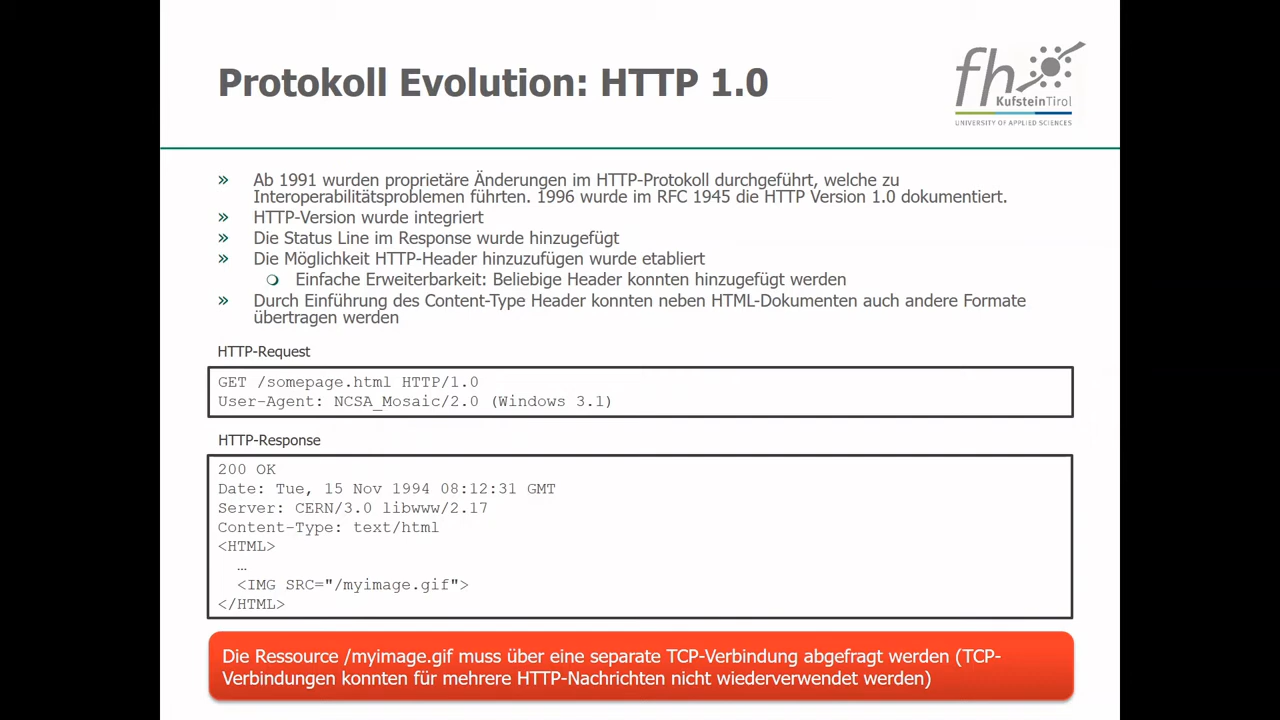 Protokoll Evolution: HTTP 1.0
fh
KufsteinTirol
UNIVERSITY OF APPLIED SCIENCES
» Ab 1991 wurden proprietäre Änderungen im HTTP-Protokoll durchgeführt, welche zu
Interoperabilitätsproblemen führten. 1996 wurde im RFC 1945 die HTTP Version 1.0 dokumentiert.
» HTTP-Version wurde integriert
» Die Status Line im Response wurde hinzugefügt
» Die Möglichkeit HTTP-Header hinzuzufügen wurde etabliert
Einfache Erweiterbarkeit: Beliebige Header konnten hinzugefügt werden
» Durch Einführung des Content-Type Header konnten neben HTML-Dokumenten auch andere Formate
übertragen werden
HTTP-Request
GET /somepage.html HTTP/1.0
User-Agent: NCSA_Mosaic/2.0 (Windows 3.1)
HTTP-Response
200 OK
Date: Tue, 15 Nov 1994 08:12:31 GMT
Server: CERN/3.0 libwww/2.17
Content-Type: text/html
<HTML>
…
<IMG SRC="/myimage.gif">
</HTML>
Die Ressource /myimage.gif muss über eine separate TCP-Verbindung abgefragt werden (TCP-
Verbindungen konnten für mehrere HTTP-Nachrichten nicht wiederverwendet werden)